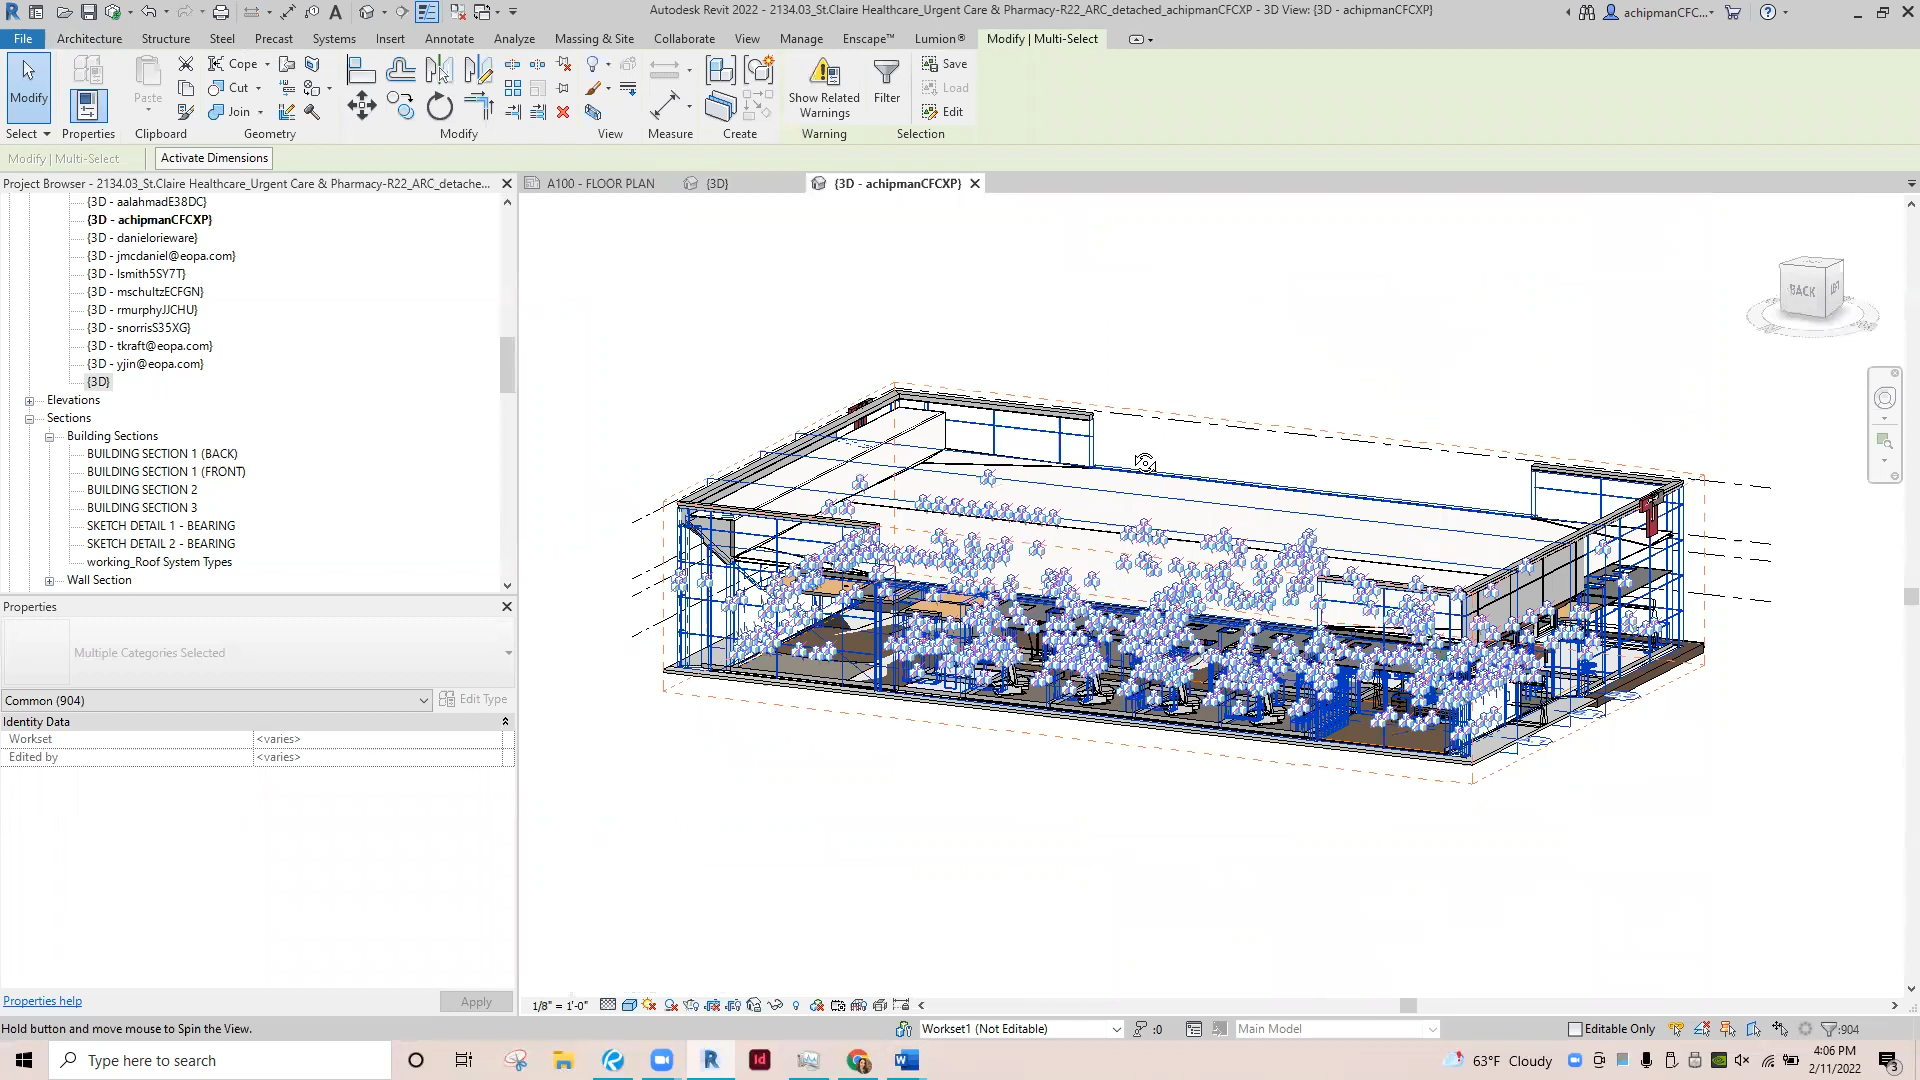 Autodesk Revit 2022 - 2134.03_St.Claire Healthcare_Urgent Care & Pharmacy-R22_ARC_detached_achipmanCFCXP - 3D View: {3D - achipmanCFCXP}
achipmanCFC...
File Architecture Structure Steel Precast Systems Insert Annotate Analyze Massing & Site Collaborate View Manage Enscape™ Lumion® Modify | Multi-Select
Cope
Save
Cut
Load
Modify
Paste
Show Related
Warnings
Filter
Join
Edit
Select Properties Clipboard Geometry Modify View Measure Create Warning Selection
Modify | Multi-Select
Activate Dimensions
Project Browser - 2134.03_St.Claire Healthcare_Urgent Care & Pharmacy-R22_ARC_detache...
A100 - FLOOR PLAN
{3D}
{3D - achipmanCFCXP}
{3D - aalahmadE38DC}
{3D - achipmanCFCXP}
{3D - danielorieware}
{3D - jmcdaniel@eopa.com}
{3D - lsmith5SY7T}
{3D - mschultzECFGN}
{3D - rmurphyJJCHU}
{3D - snorrisS35XG}
{3D - tkraft@eopa.com}
{3D - yjin@eopa.com}
{3D}
Elevations
Sections
Building Sections
BUILDING SECTION 1 (BACK)
BUILDING SECTION 1 (FRONT)
BUILDING SECTION 2
BUILDING SECTION 3
SKETCH DETAIL 1 - BEARING
SKETCH DETAIL 2 - BEARING
working_Roof System Types
Wall Section
BACK
Properties
Multiple Categories Selected
Common (904)
Edit Type
Identity Data
Workset <varies>
Edited by <varies>
Properties help
Apply
1/8" = 1'-0"
Hold button and move mouse to Spin the View.
Workset1 (Not Editable)
:0
Main Model
Editable Only
:904
Type here to search
63°F Cloudy
4:06 PM
2/11/2022
3